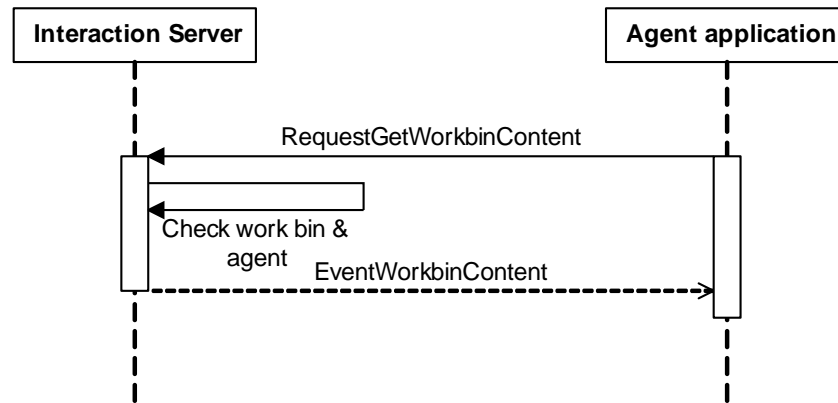 Interaction Server
Agent application
RequestGetWorkbinContent
Check work bin &
agent
EventWorkbinContent